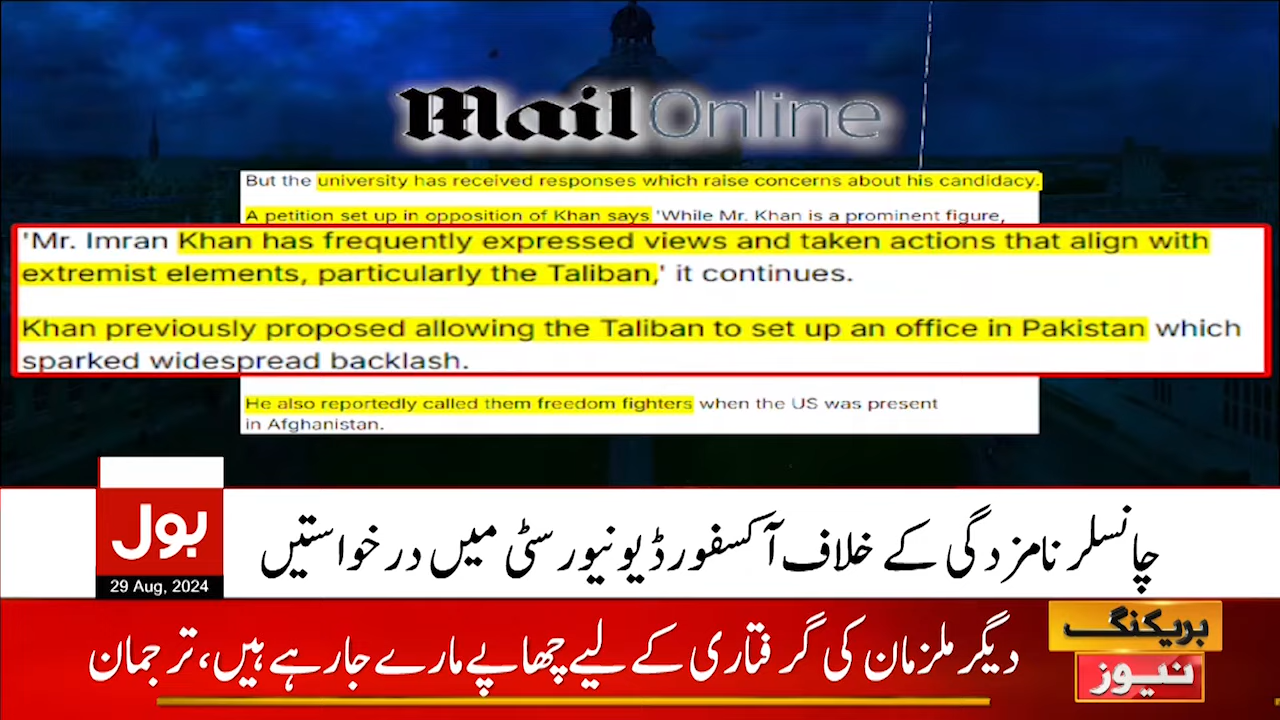 Mail Online
But the university has received responses which raise concerns about his candidacy.
A petition set up in opposition of Khan says 'While Mr. Khan is a prominent figure,
'Mr. Imran Khan has frequently expressed views and taken actions that align with
extremist elements, particularly the Taliban,' it continues.
Khan previously proposed allowing the Taliban to set up an office in Pakistan which
sparked widespread backlash.
He also reportedly called them freedom fighters when the US was present
in Afghanistan.
بول
29 Aug, 2024
چانسلر نامزدگی کے خلاف آکسفورڈ یونیورسٹی میں درخواستیں
بریکنگ
نیوز
دیگر ملزمان کی گرفتاری کے لیے چھاپے مارے جارہے ہیں، ترجمان